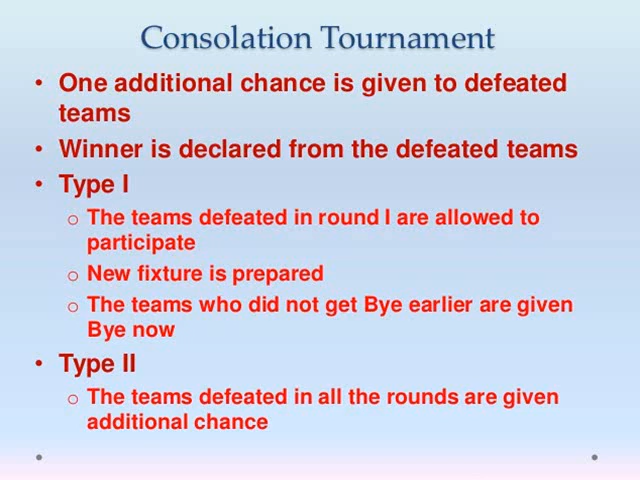 Consolation Tournament
• One additional chance is given to defeated
teams
• Winner is declared from the defeated teams
• Type I
o The teams defeated in round I are allowed to
participate
o New fixture is prepared
o The teams who did not get Bye earlier are given
Bye now
• Type II
o The teams defeated in all the rounds are given
additional chance